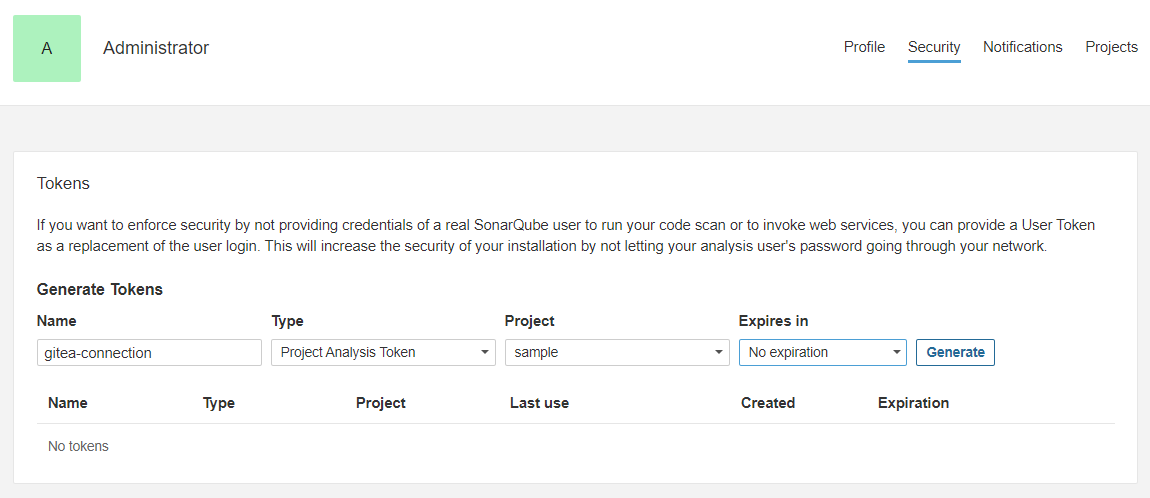 A
Administrator
Profile Security Notifications Projects
Tokens
If you want to enforce security by not providing credentials of a real SonarQube user to run your code scan or to invoke web services, you can provide a User Token
as a replacement of the user login. This will increase the security of your installation by not letting your analysis user's password going through your network.
Generate Tokens
Name Type Project Expires in
gitea-connection Project Analysis Token sample No expiration Generate
Name Type Project Last use Created Expiration
No tokens